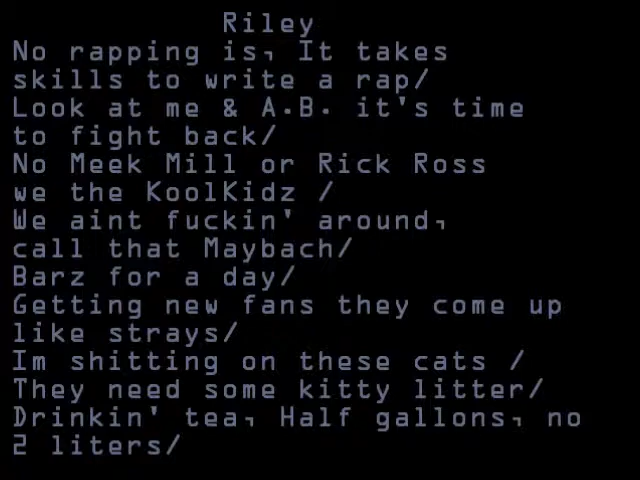 Riley
No rapping is, It takes
skills to write a rap/
Look at me & A.B. it's time
to fight back/
No Meek Mill or Rick Ross
we the KoolKidz /
We aint fuckin' around,
call that Maybach/
Barz for a day/
Getting new fans they come up
like strays/
Im shitting on these cats /
They need some kitty litter/
Drinkin' tea, Half gallons, no
2 liters/